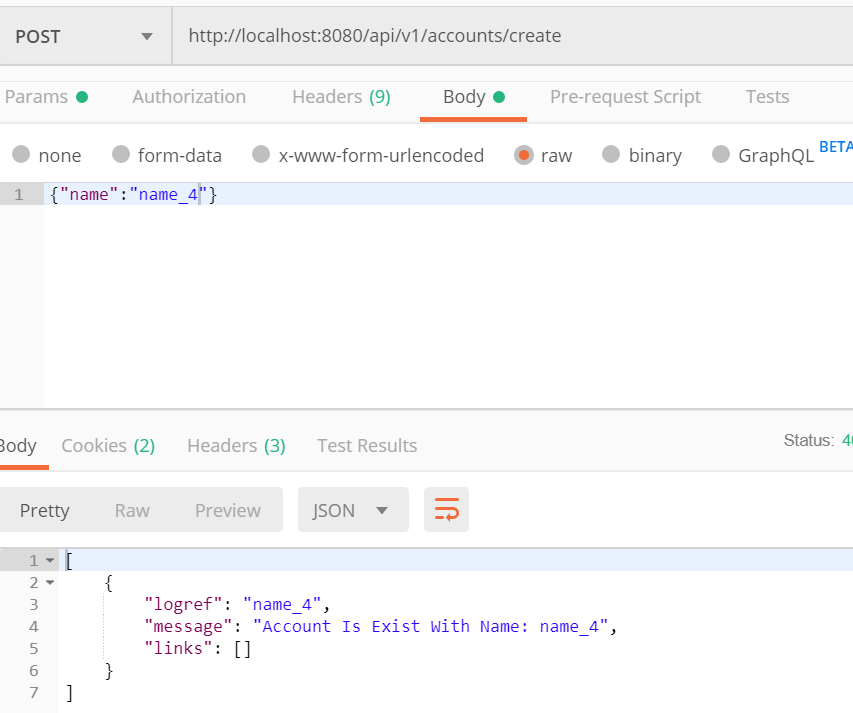 POST http://localhost:8080/api/v1/accounts/create
Params Authorization Headers (9) Body Pre-request Script Tests
none form-data x-www-form-urlencoded raw binary GraphQL BETA
1 {"name":"name_4"}
Body Cookies (2) Headers (3) Test Results Status: 40
Pretty Raw Preview JSON
1 [
2 {
3 "logref": "name_4",
4 "message": "Account Is Exist With Name: name_4",
5 "links": []
6 }
7 ]